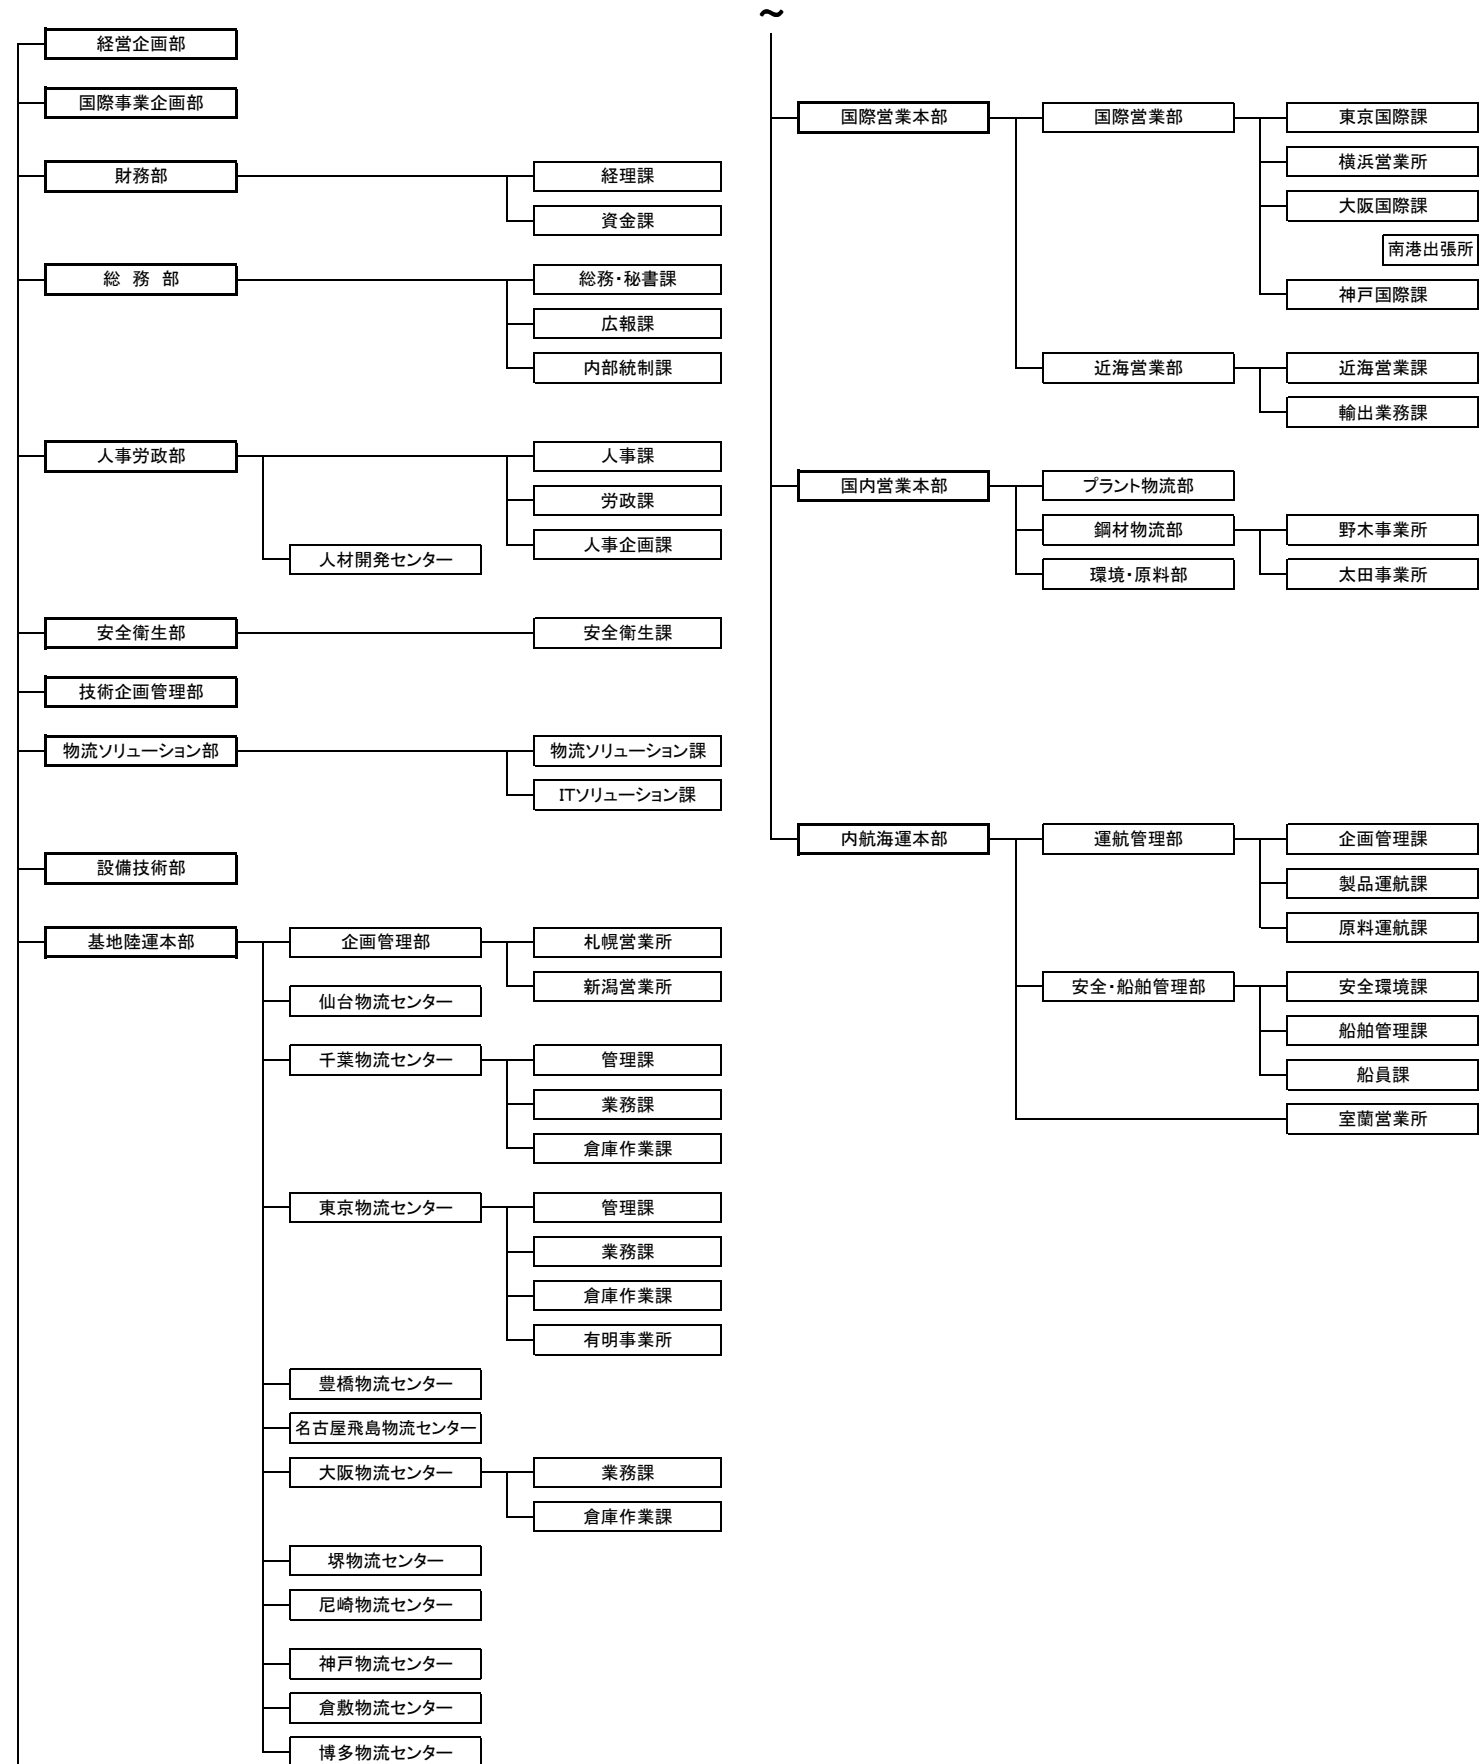 経営企画部
国際事業企画部
財務部
経理課
資金課
総 務 部
総務・秘書課
広報課
内部統制課
人事労政部
人事課
労政課
人事企画課
人材開発センター
安全衛生部
安全衛生課
技術企画管理部
物流ソリューション部
物流ソリューション課
ITソリューション課
設備技術部
基地陸運本部
企画管理部
札幌営業所
新潟営業所
仙台物流センター
千葉物流センター
管理課
業務課
倉庫作業課
東京物流センター
管理課
業務課
倉庫作業課
有明事業所
豊橋物流センター
名古屋飛島物流センター
大阪物流センター
業務課
倉庫作業課
堺物流センター
尼崎物流センター
神戸物流センター
倉敷物流センター
博多物流センター
～
国際営業本部
国際営業部
東京国際課
横浜営業所
大阪国際課
南港出張所
神戸国際課
近海営業部
近海営業課
輸出業務課
国内営業本部
プラント物流部
鋼材物流部
野木事業所
太田事業所
環境・原料部
内航海運本部
運航管理部
企画管理課
製品運航課
原料運航課
安全・船舶管理部
安全環境課
船舶管理課
船員課
室蘭営業所